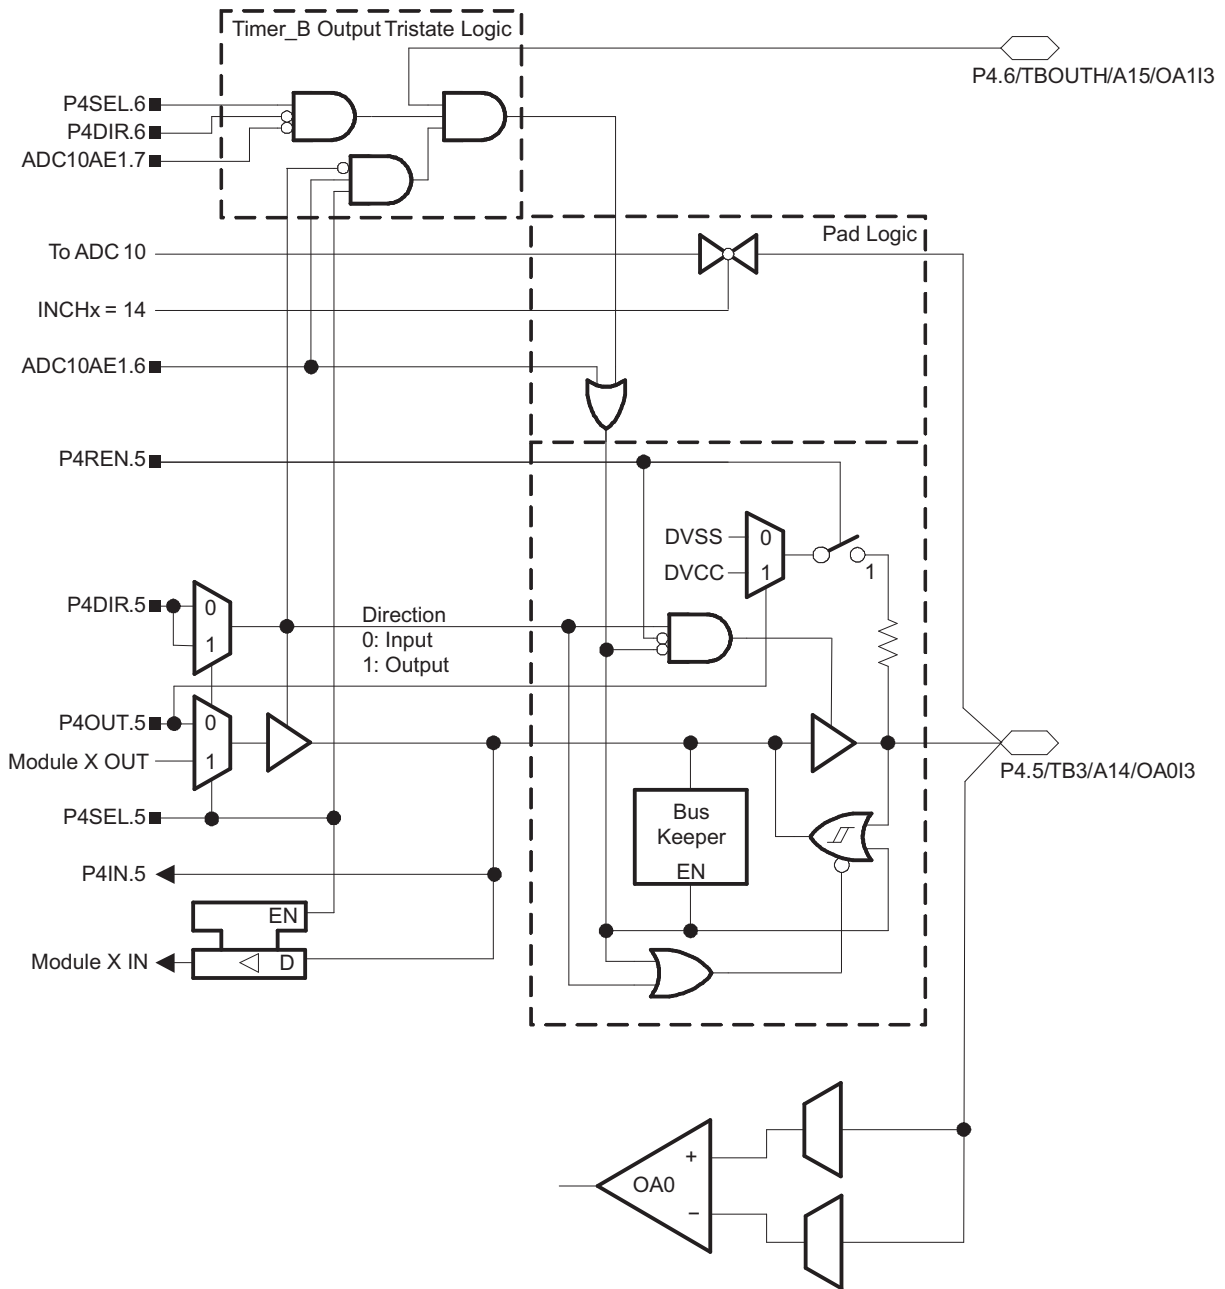 Timer_B Output Tristate Logic
P4.6/TBOUTH/A15/OA1I3
P4SEL.6
P4DIR.6
ADC10AE1.7
Pad Logic
To ADC 10
INCHx = 14
ADC10AE1.6
P4REN.5
DVSS
0
DVCC
1
1
P4DIR.5
0
1
Direction
0: Input
1: Output
P4OUT.5
0
Module X OUT
1
P4.5/TB3/A14/OA0I3
P4SEL.5
Bus
Keeper
EN
P4IN.5
EN
Module X IN
D
+
OA0
−